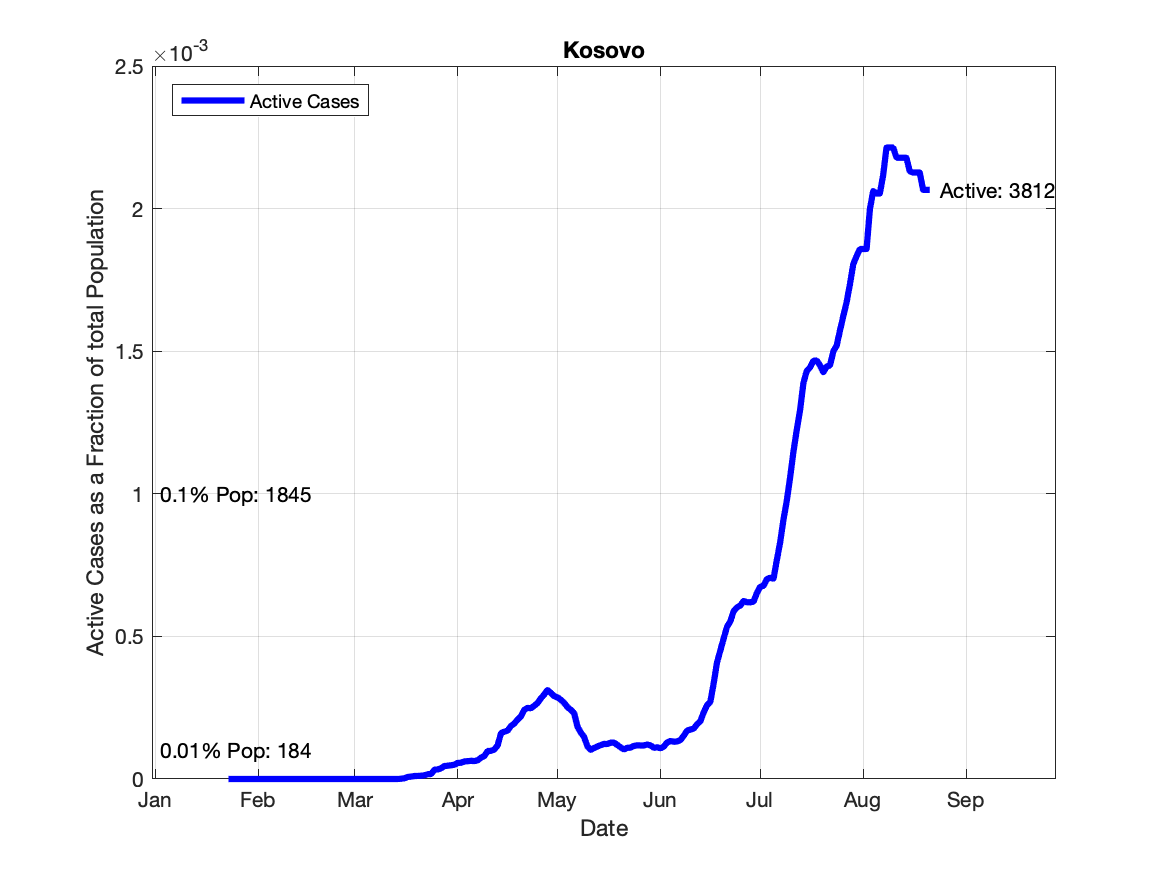 Kosovo
×10-3
2.5
Active Cases
2
Active: 3812
1.5
1
0.1% Pop: 1845
0.5
0.01% Pop: 184
0
Jan Feb Mar Apr May Jun Jul Aug Sep
Date
Active Cases as a Fraction of total Population